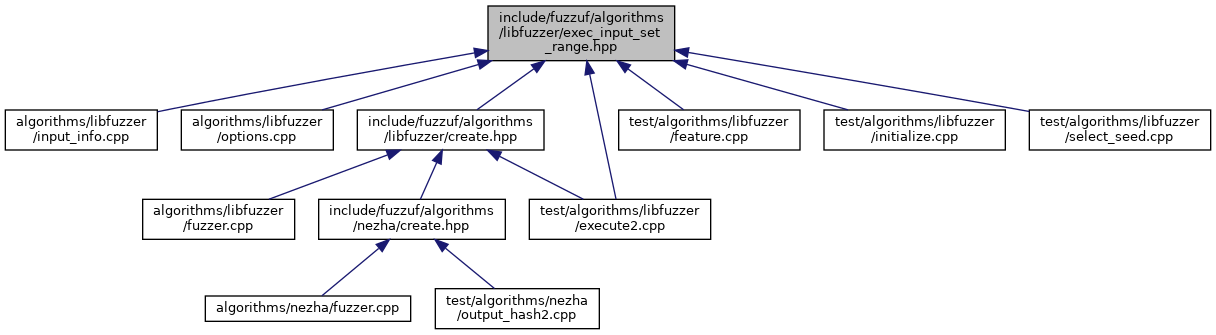 include/fuzzuf/algorithms
/libfuzzer/exec_input_set
_range.hpp
algorithms/libfuzzer
/input_info.cpp
algorithms/libfuzzer
/options.cpp
include/fuzzuf/algorithms
/libfuzzer/create.hpp
test/algorithms/libfuzzer
/feature.cpp
test/algorithms/libfuzzer
/initialize.cpp
test/algorithms/libfuzzer
/select_seed.cpp
algorithms/libfuzzer
/fuzzer.cpp
include/fuzzuf/algorithms
/nezha/create.hpp
test/algorithms/libfuzzer
/execute2.cpp
algorithms/nezha/fuzzer.cpp
test/algorithms/nezha
/output_hash2.cpp